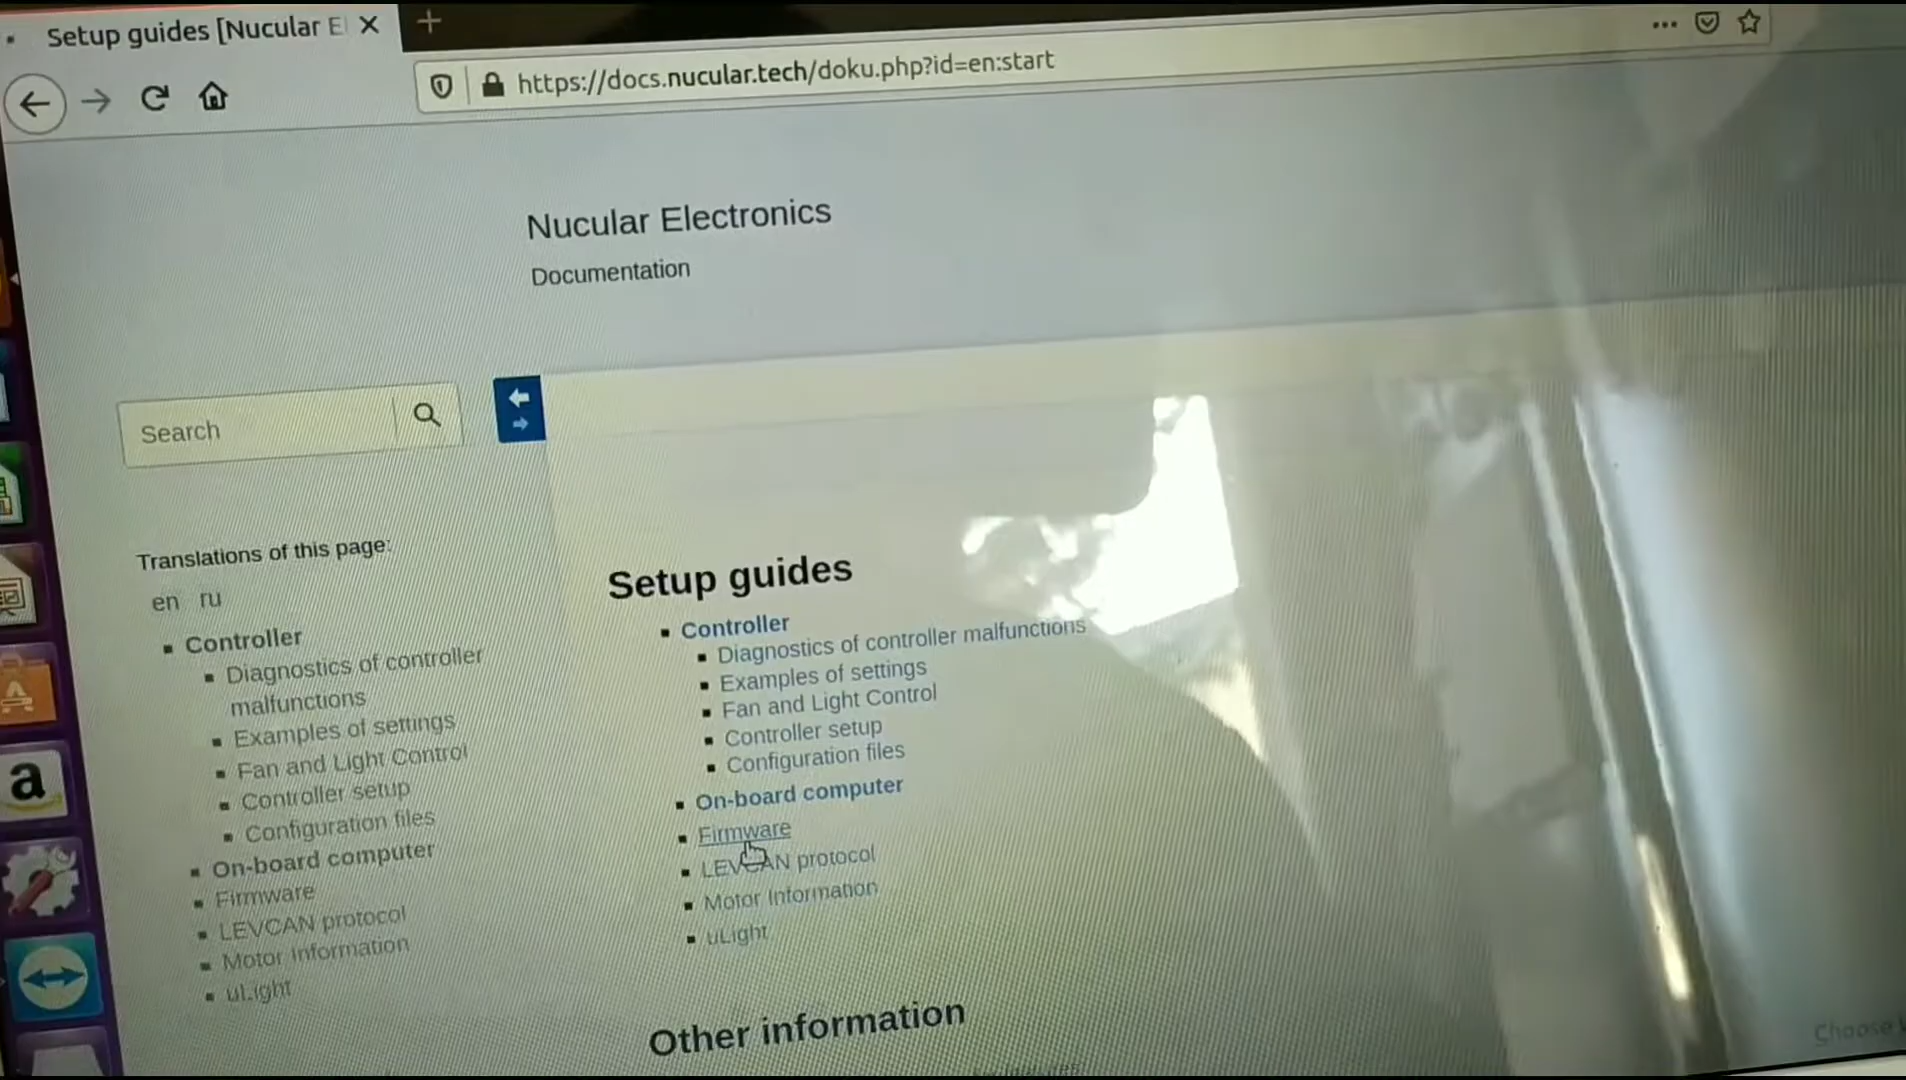 Setup guides [Nucular El
https://docs.nucular.tech/doku.php?id=en:start
Nucular Electronics
Documentation
Search
Translations of this page:
en ru
Controller
Diagnostics of controller
malfunctions
Examples of settings
Fan and Light Control
Controller setup
Configuration files
On-board computer
Firmware
LEVCAN protocol
Motor Information
uLight
Setup guides
Controller
Diagnostics of controller malfunctions
Examples of settings
Fan and Light Control
Controller setup
Configuration files
On-board computer
Firmware
LEVCAN protocol
Motor Information
uLight
Other information
Choose
a